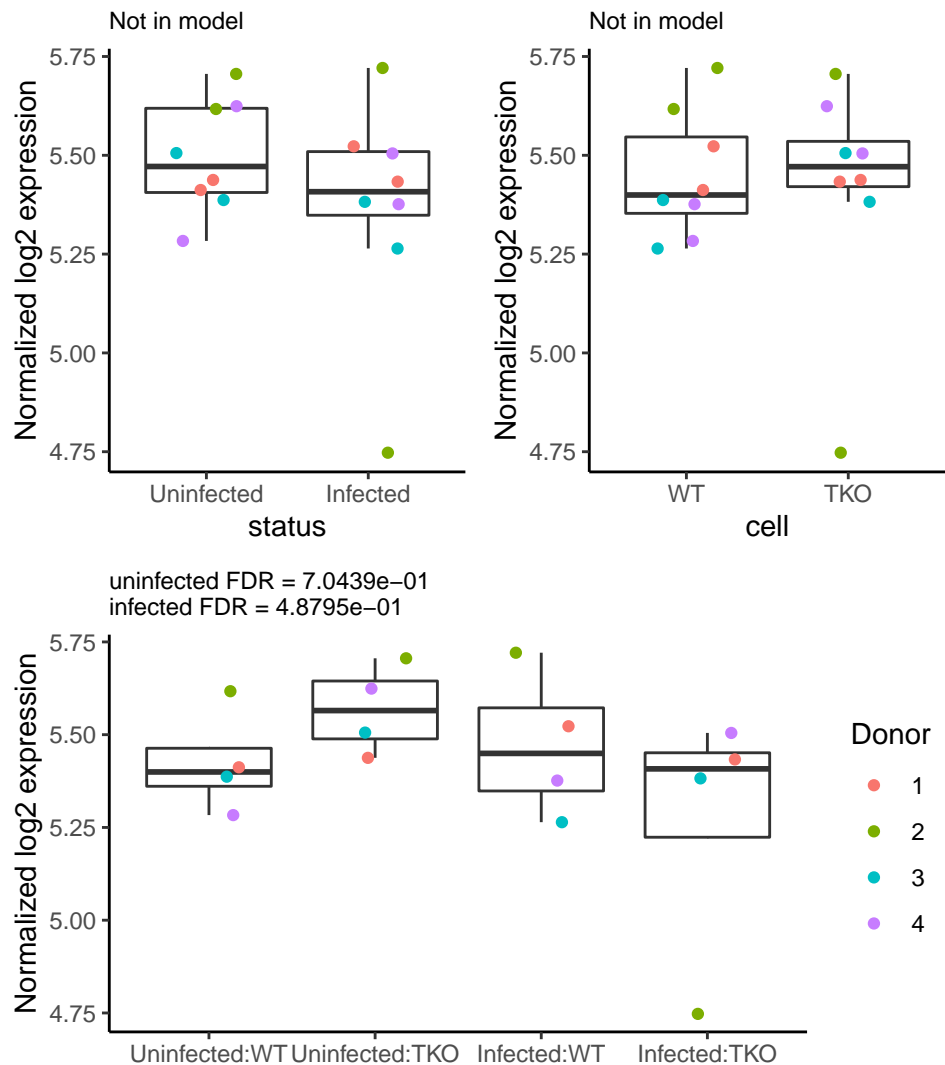 Not in model
Normalized log2 expression
5.75
5.50
5.25
5.00
4.75
Uninfected Infected
status
Not in model
Normalized log2 expression
5.75
5.50
5.25
5.00
4.75
WT TKO
cell
uninfected FDR = 7.0439e−01
infected FDR = 4.8795e−01
Normalized log2 expression
5.75
5.50
5.25
5.00
4.75
Uninfected:WT Uninfected:TKO Infected:WT Infected:TKO
Donor
1
2
3
4